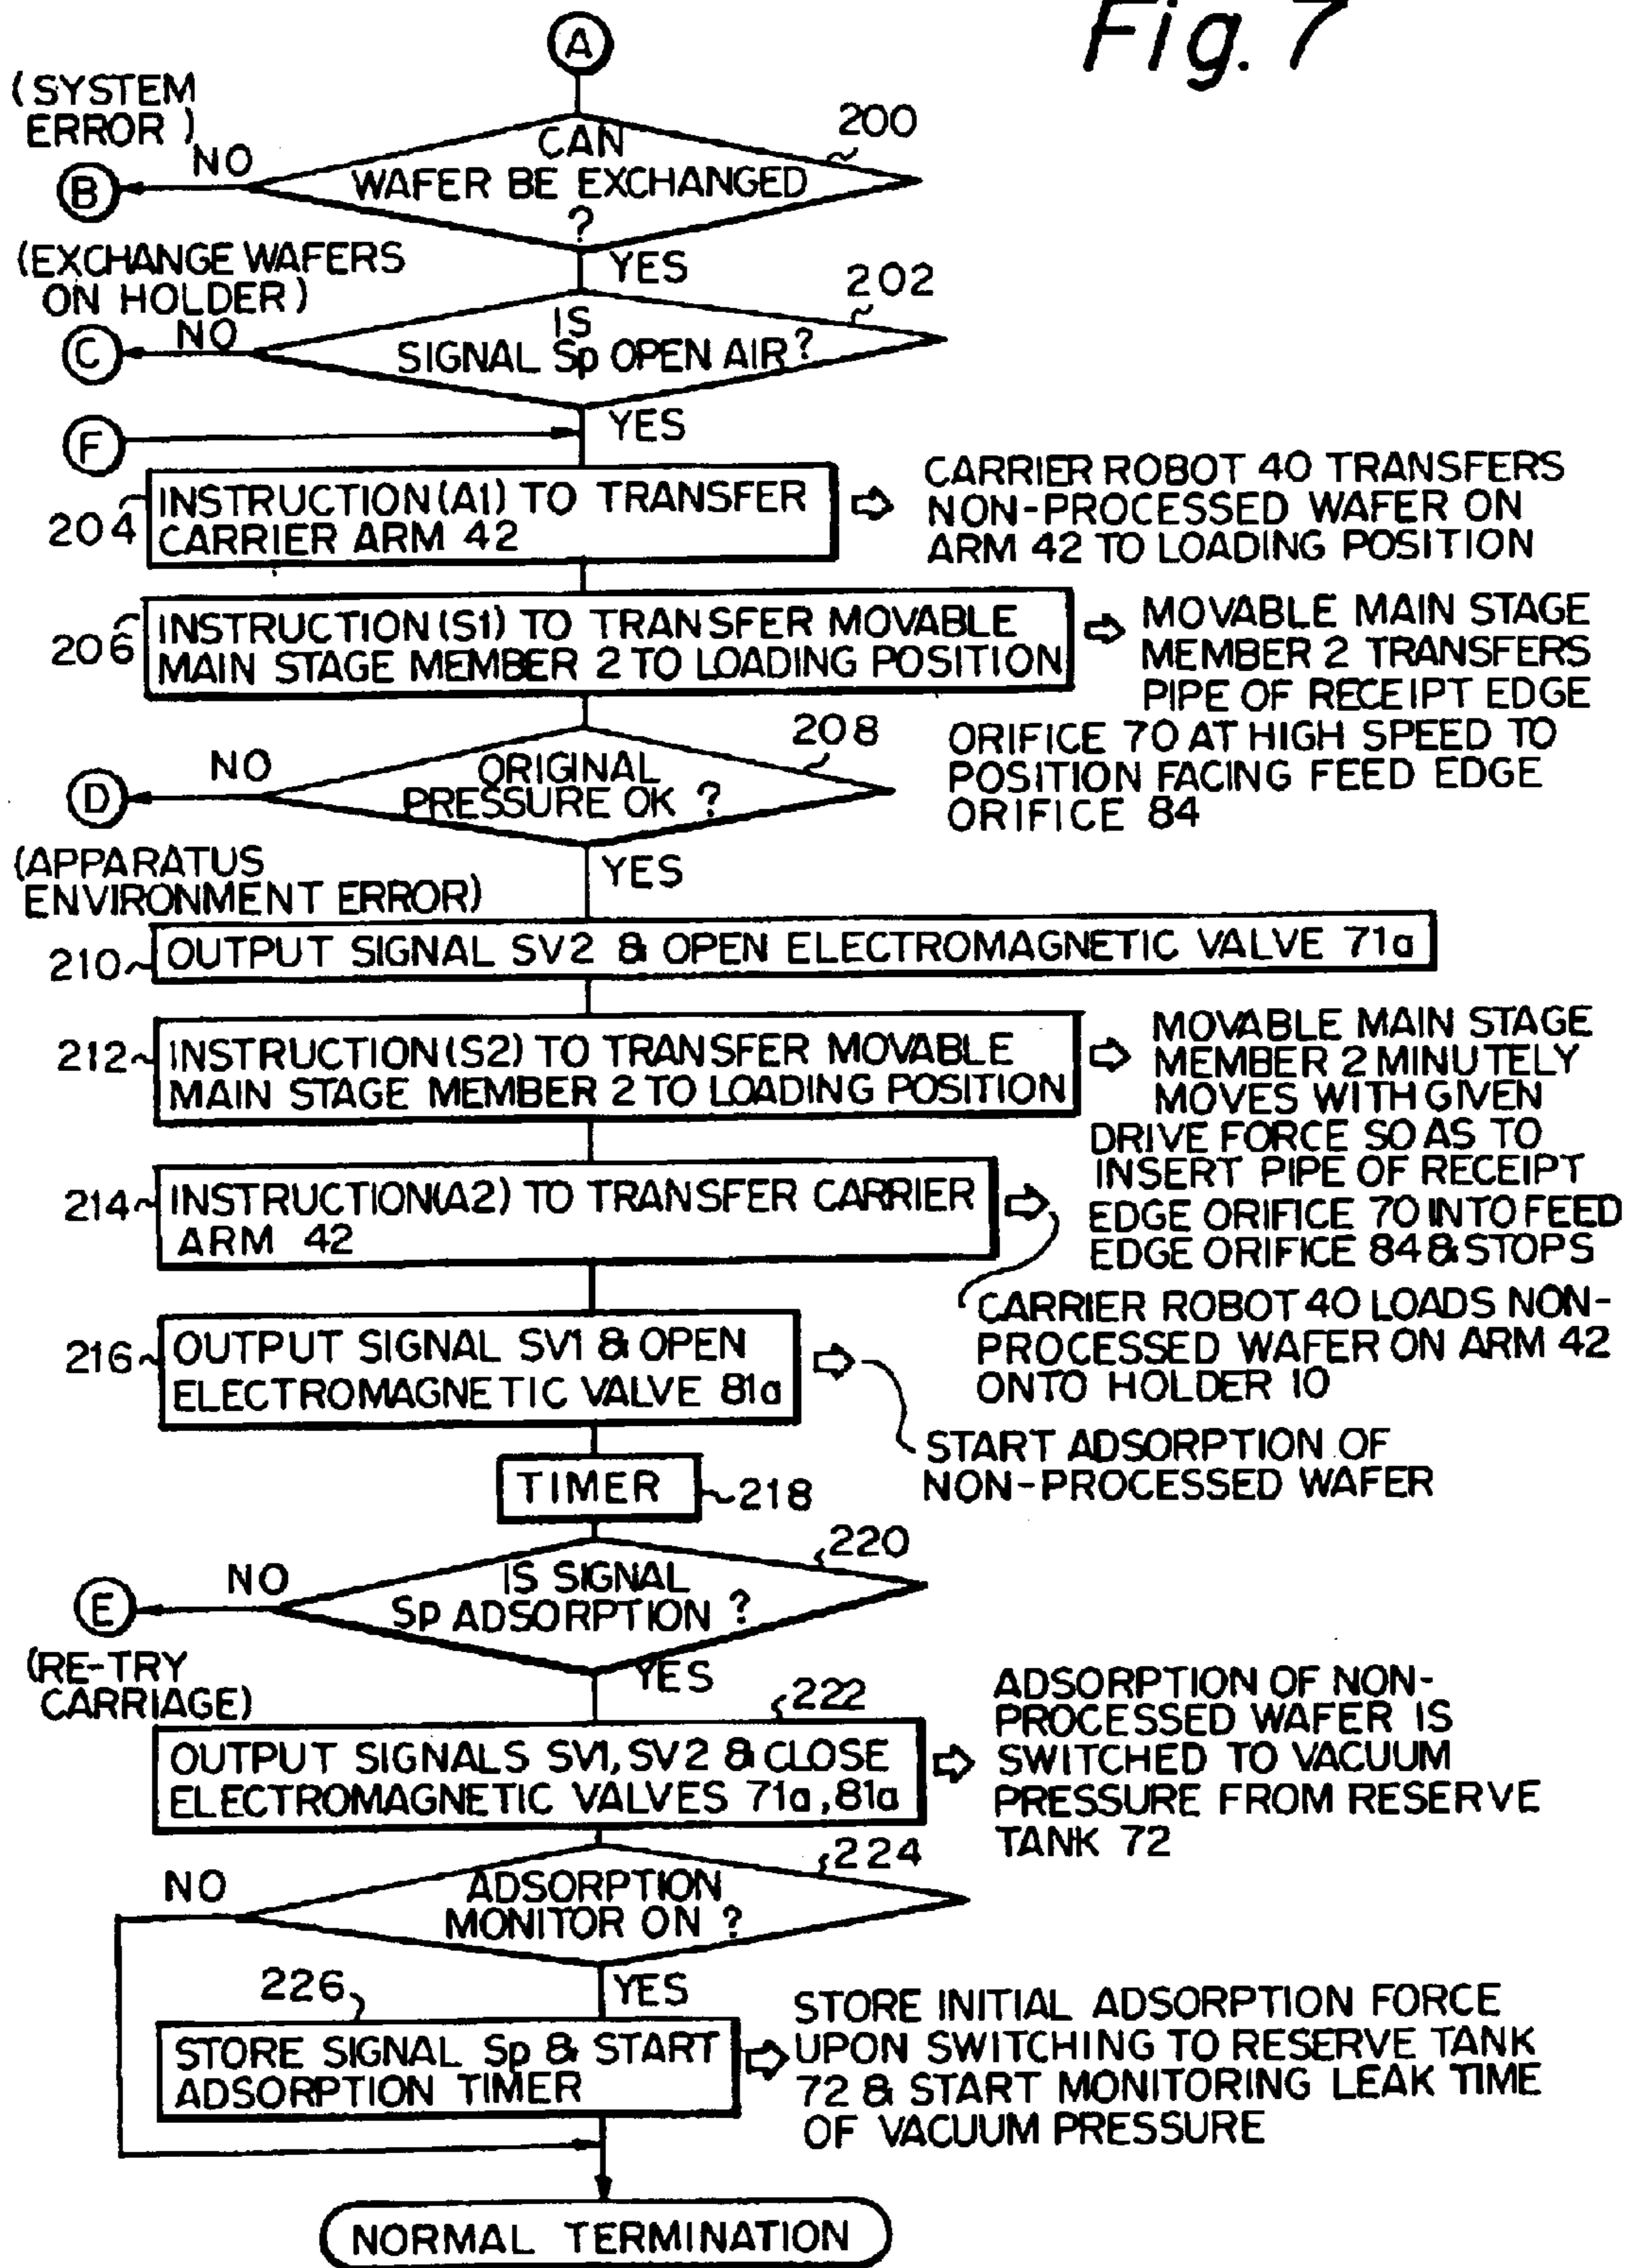 Fig. 7
A
(SYSTEM
ERROR )
200
CAN
WAFER BE EXCHANGED
?
NO
B
YES
(EXCHANGE WAFERS
ON HOLDER)
202
IS
SIGNAL Sp OPEN AIR?
NO
C
YES
F
204
INSTRUCTION(A1) TO TRANSFER
CARRIER ARM 42
CARRIER ROBOT 40 TRANSFERS
NON-PROCESSED WAFER ON
ARM 42 TO LOADING POSITION
206
INSTRUCTION(S1) TO TRANSFER MOVABLE
MAIN STAGE MEMBER 2 TO LOADING POSITION
MOVABLE MAIN STAGE
MEMBER 2 TRANSFERS
PIPE OF RECEIPT EDGE
ORIFICE 70 AT HIGH SPEED TO
POSITION FACING FEED EDGE
ORIFICE 84
208
ORIGINAL
PRESSURE OK ?
NO
D
(APPARATUS
ENVIRONMENT ERROR)
YES
210
OUTPUT SIGNAL SV2 & OPEN ELECTROMAGNETIC VALVE 71a
212
INSTRUCTION(S2) TO TRANSFER MOVABLE
MAIN STAGE MEMBER 2 TO LOADING POSITION
MOVABLE MAIN STAGE
MEMBER 2 MINUTELY
MOVES WITH GIVEN
DRIVE FORCE SO AS TO
INSERT PIPE OF RECEIPT
EDGE ORIFICE 70 INTO FEED
EDGE ORIFICE 84 & STOPS
214
INSTRUCTION(A2) TO TRANSFER CARRIER
ARM 42
CARRIER ROBOT 40 LOADS NON-
PROCESSED WAFER ON ARM 42
ONTO HOLDER 10
216
OUTPUT SIGNAL SV1 & OPEN
ELECTROMAGNETIC VALVE 81a
START ADSORPTION OF
NON-PROCESSED WAFER
TIMER
218
220
IS SIGNAL
Sp ADSORPTION ?
NO
E
(RE-TRY
CARRIAGE)
YES
222
OUTPUT SIGNALS SV1, SV2 & CLOSE
ELECTROMAGNETIC VALVES 71a, 81a
ADSORPTION OF NON-
PROCESSED WAFER IS
SWITCHED TO VACUUM
PRESSURE FROM RESERVE
TANK 72
224
ADSORPTION
MONITOR ON ?
NO
YES
226
STORE SIGNAL Sp & START
ADSORPTION TIMER
STORE INITIAL ADSORPTION FORCE
UPON SWITCHING TO RESERVE TANK
72 & START MONITORING LEAK TIME
OF VACUUM PRESSURE
NORMAL TERMINATION